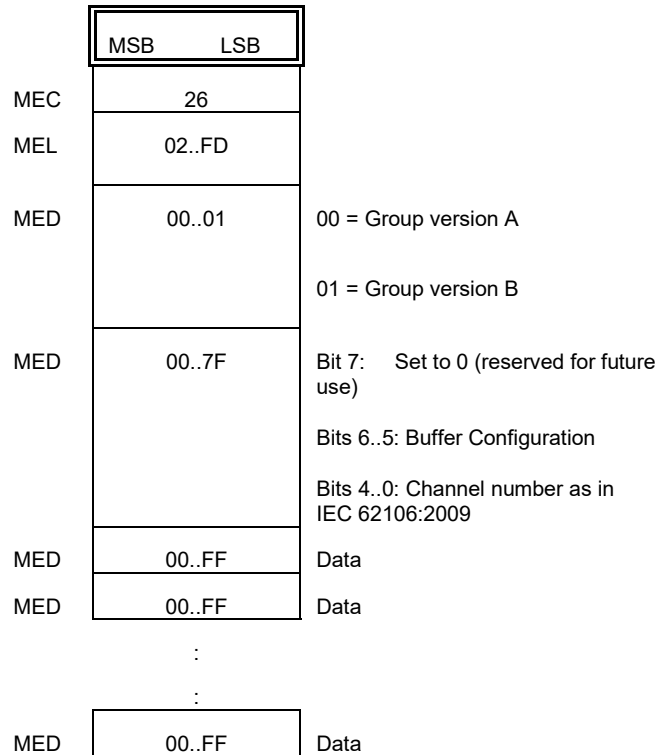 MSB LSB
MEC 26
MEL 02..FD
MED 00..01 00 = Group version A
01 = Group version B
MED 00..7F Bit 7: Set to 0 (reserved for future
use)
Bits 6..5: Buffer Configuration
Bits 4..0: Channel number as in
IEC 62106:2009
MED 00..FF Data
MED 00..FF Data
:
:
MED 00..FF Data